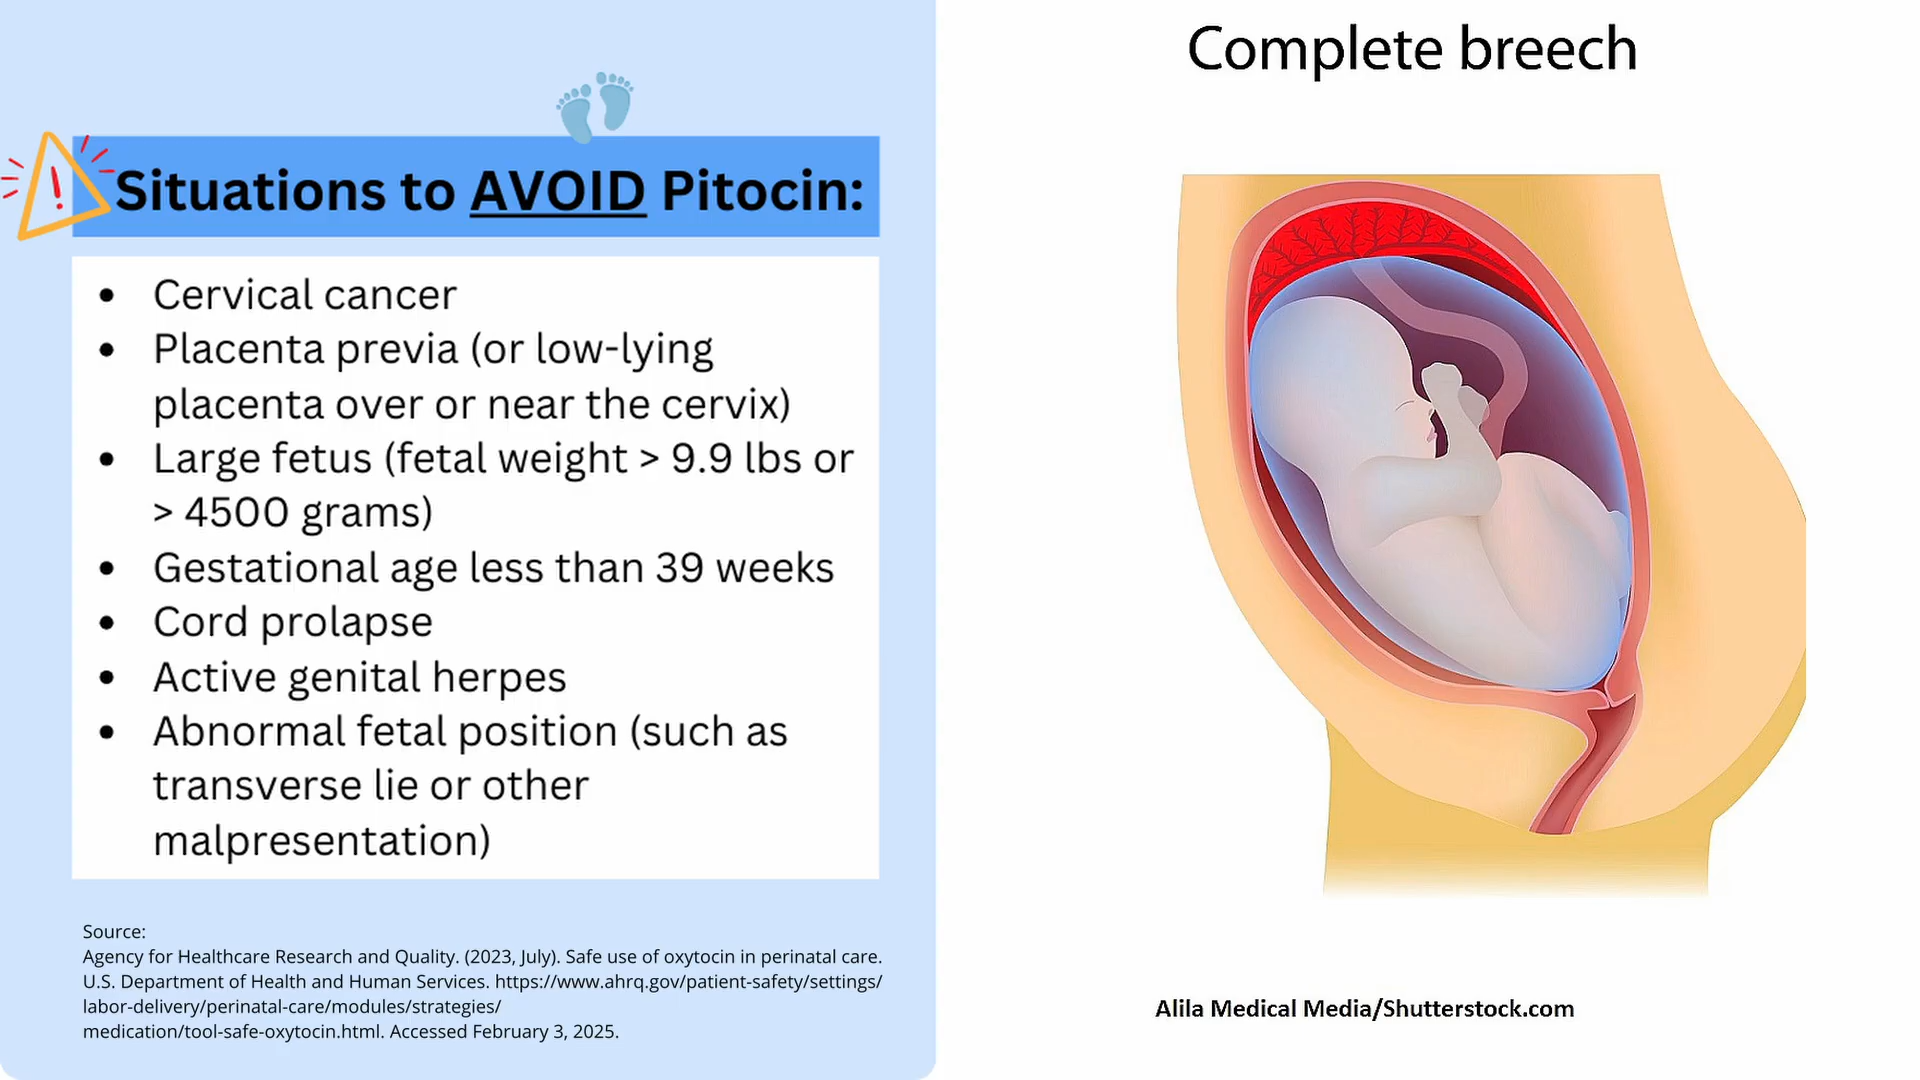 Situations to AVOID Pitocin:
• Cervical cancer
• Placenta previa (or low-lying
placenta over or near the cervix)
• Large fetus (fetal weight > 9.9 lbs or
> 4500 grams)
• Gestational age less than 39 weeks
• Cord prolapse
• Active genital herpes
• Abnormal fetal position (such as
transverse lie or other
malpresentation)
Source:
Agency for Healthcare Research and Quality. (2023, July). Safe use of oxytocin in perinatal care.
U.S. Department of Health and Human Services. https://www.ahrq.gov/patient-safety/settings/
labor-delivery/perinatal-care/modules/strategies/
medication/tool-safe-oxytocin.html. Accessed February 3, 2025.
Complete breech
Alila Medical Media/Shutterstock.com